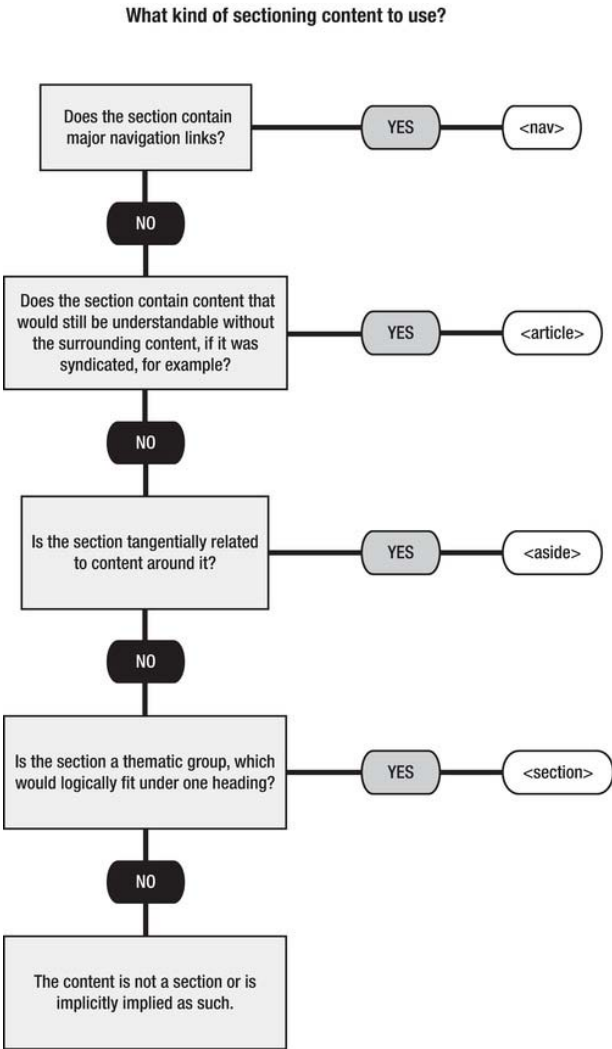 What kind of sectioning content to use?
Does the section contain
major navigation links?
YES
<nav>
NO
Does the section contain content that
would still be understandable without
the surrounding content, if it was
syndicated, for example?
YES
<article>
NO
Is the section tangentially related
to content around it?
YES
<aside>
NO
Is the section a thematic group, which
would logically fit under one heading?
YES
<section>
NO
The content is not a section or is
implicitly implied as such.